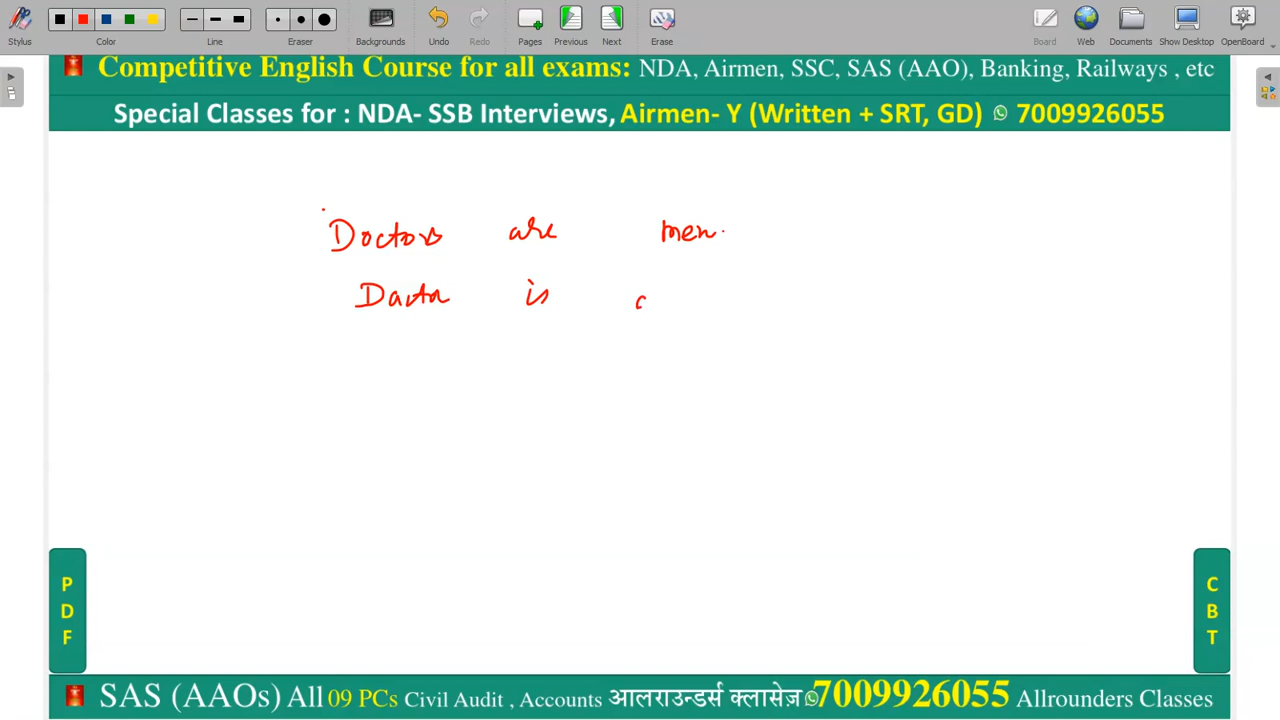 Stylus
Color
Line
Eraser
Backgrounds
Undo
Redo
Pages
Previous
Next
Erase
Board
Web
Documents
Show Desktop
OpenBoard
Competitive English Course for all exams: NDA, Airmen, SSC, SAS (AAO), Banking, Railways , etc
Special Classes for : NDA- SSB Interviews, Airmen- Y (Written + SRT, GD) 7009926055
Doctors are men.
Doctor is a
P
D
F
C
B
T
SAS (AAOs) All 09 PCs Civil Audit , Accounts आलराउन्डर्स क्लासेज़ 7009926055 Allrounders Classes